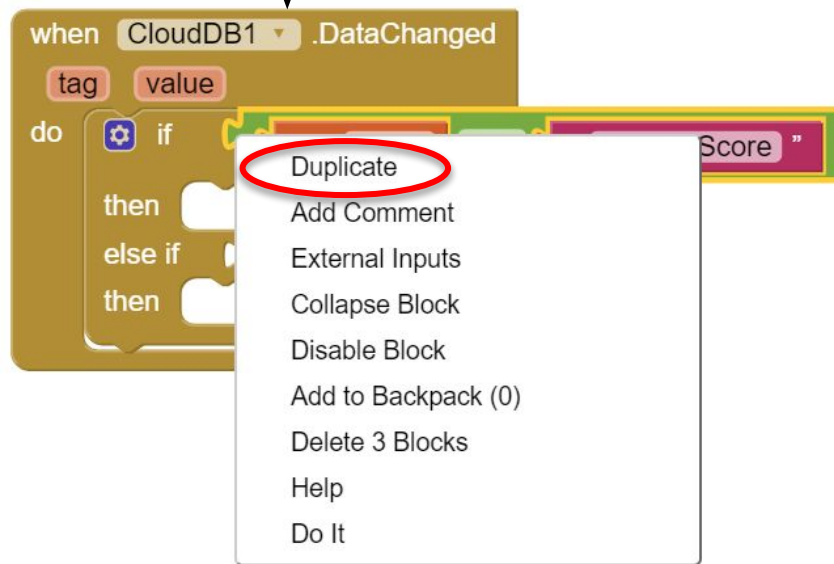 when CloudDB1 .DataChanged
tag value
do if Score "
then
else if
then
Duplicate
Add Comment
External Inputs
Collapse Block
Disable Block
Add to Backpack (0)
Delete 3 Blocks
Help
Do It